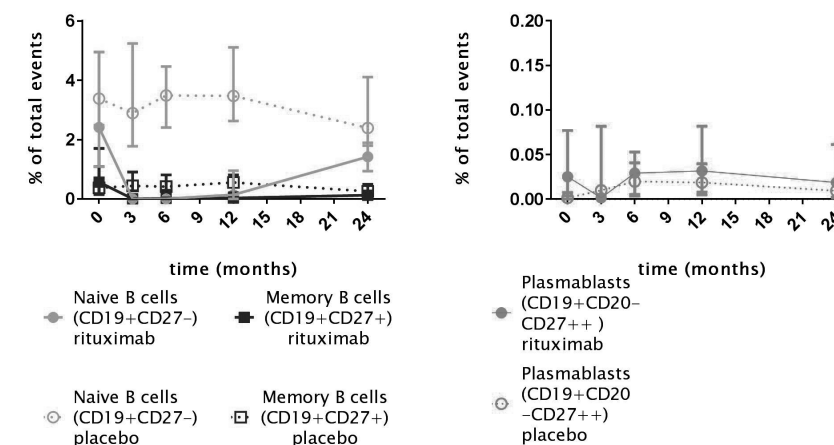 6
4
2
0
% of total events
0 3 6 9 12 15 18 21 24
time (months)
Naive B cells
(CD19+CD27−)
rituximab
Memory B cells
(CD19+CD27+)
rituximab
Naive B cells
(CD19+CD27−)
placebo
Memory B cells
(CD19+CD27+)
placebo
0.20
0.15
0.10
0.05
0.00
% of total events
0 3 6 9 12 15 18 21 24
time (months)
Plasmablasts
(CD19+CD20−
CD27++ )
rituximab
Plasmablasts
(CD19+CD20
−CD27++)
placebo